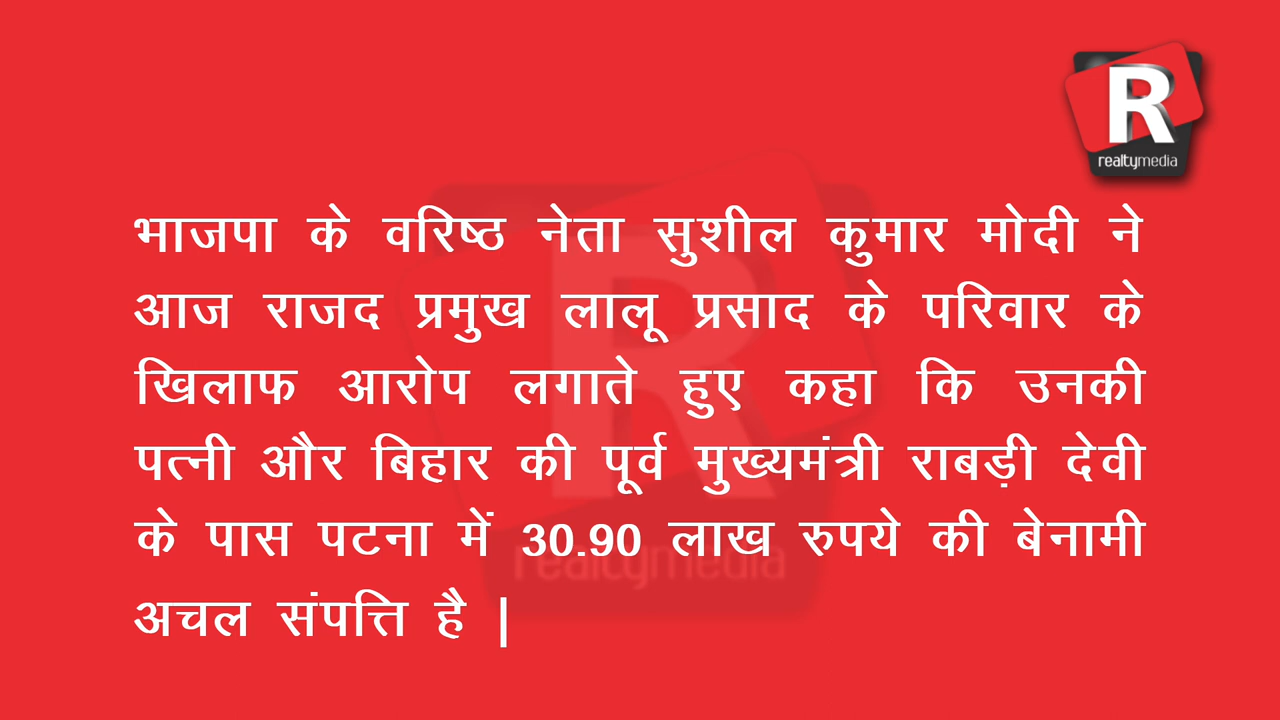 R
realtymedia
भाजपा के वरिष्ठ नेता सुशील कुमार मोदी ने
आज राजद प्रमुख लालू प्रसाद के परिवार के
खिलाफ आरोप लगाते हुए कहा कि उनकी
पत्नी और बिहार की पूर्व मुख्यमंत्री राबड़ी देवी
के पास पटना में 30.90 लाख रुपये की बेनामी
अचल संपत्ति है |
R
realtymedia